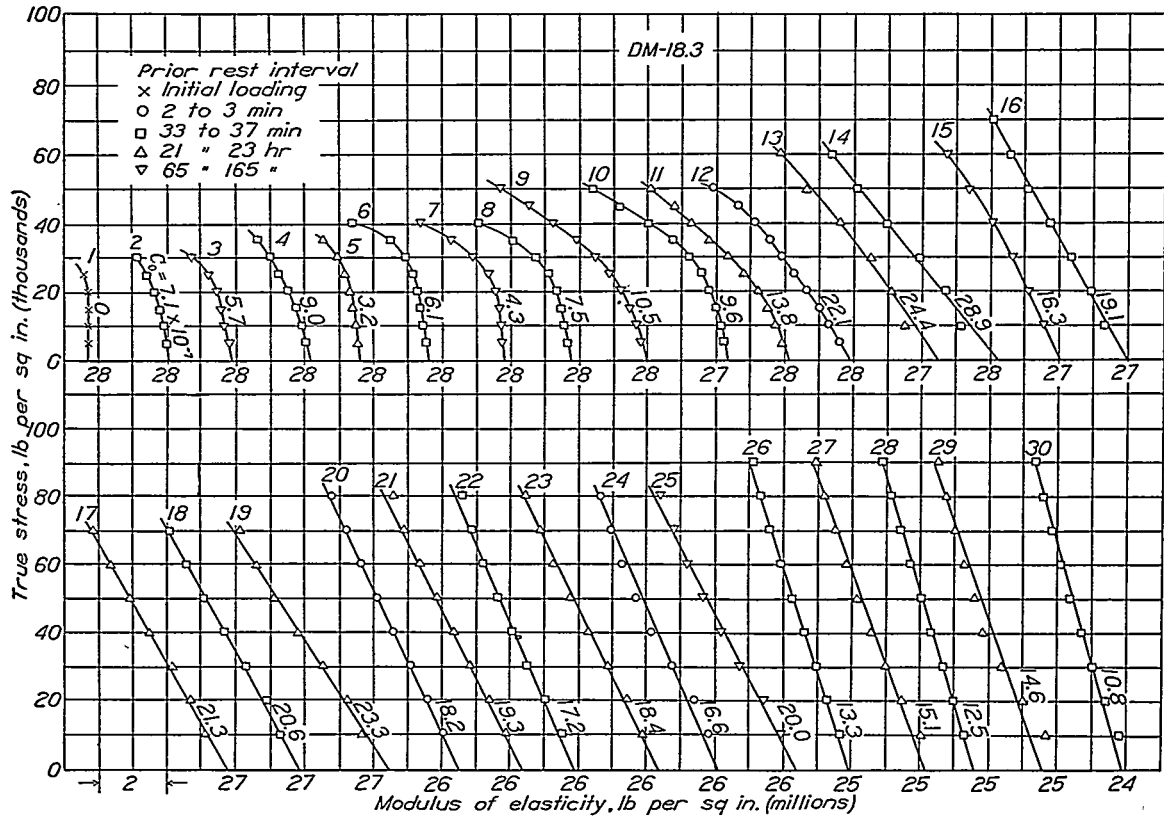 100
DM-18.3
Prior rest interval
× Initial loading
○ 2 to 3 min
□ 33 to 37 min
△ 21 " 23 hr
▽ 65 " 165 "
80
60
40
20
0
1 2 3 4 5 6 7 8 9 10 11 12 13 14 15 16
0 C₀=7.1×10⁻⁷ 5.7 9.0 3.2 6.1 4.3 7.5 10.5 9.6 13.8 22.1 24.4 28.9 16.3 19.1
28 28 28 28 28 28 28 28 28 27 28 28 27 28 27 27
True stress, lb per sq in. (thousands)
100
80
60
40
20
0
17 18 19 20 21 22 23 24 25 26 27 28 29 30
21.3 20.6 23.3 18.2 19.3 17.2 18.4 16.6 20.0 13.3 15.1 12.5 14.6 10.8
2 27 27 27 26 26 26 26 26 26 25 25 25 25 24
Modulus of elasticity, lb per sq in. (millions)